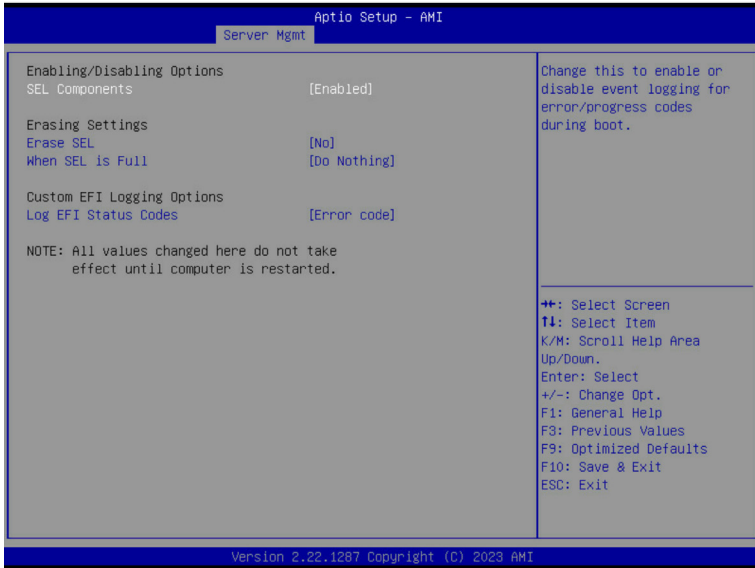 Aptio Setup - AMI
Server Mgmt
Enabling/Disabling Options
SEL Components [Enabled]
Erasing Settings
Erase SEL [No]
When SEL is Full [Do Nothing]
Custom EFI Logging Options
Log EFI Status Codes [Error code]
NOTE: All values changed here do not take
effect until computer is restarted.
Change this to enable or
disable event logging for
error/progress codes
during boot.
→←: Select Screen
↑↓: Select Item
K/M: Scroll Help Area
Up/Down.
Enter: Select
+/-: Change Opt.
F1: General Help
F3: Previous Values
F9: Optimized Defaults
F10: Save & Exit
ESC: Exit
Version 2.22.1287 Copyright (C) 2023 AMI